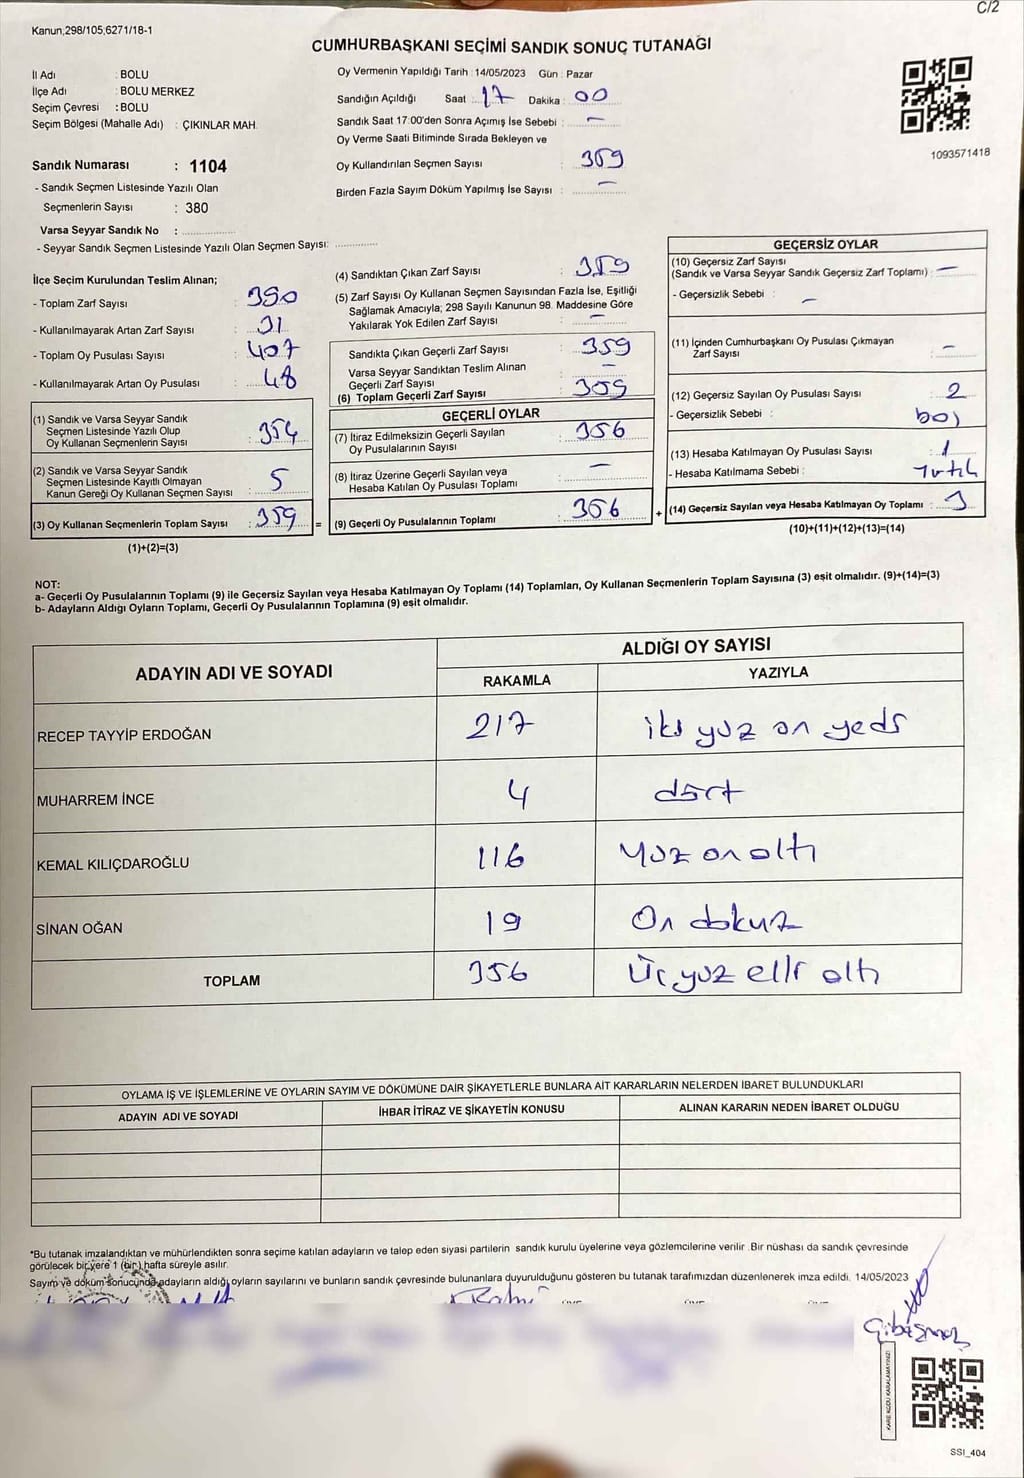 C/2
Kanun,298/105;6271/18-1
CUMHURBAŞKANI SEÇİMİ SANDIK SONUÇ TUTANAĞI
İl Adı : BOLU
İlçe Adı : BOLU MERKEZ
Seçim Çevresi : BOLU
Seçim Bölgesi (Mahalle Adı) : ÇIKINLAR MAH.
Sandık Numarası : 1104
- Sandık Seçmen Listesinde Yazılı Olan
Seçmenlerin Sayısı : 380
Varsa Seyyar Sandık No :
- Seyyar Sandık Seçmen Listesinde Yazılı Olan Seçmen Sayısı:
Oy Vermenin Yapıldığı Tarih : 14/05/2023 Gün : Pazar
Sandığın Açıldığı Saat : 17 Dakika : 00
Sandık Saat 17:00'den Sonra Açımış İse Sebebi : -
Oy Verme Saati Bitiminde Sırada Bekleyen ve
Oy Kullandırılan Seçmen Sayısı : 359
Birden Fazla Sayım Döküm Yapılmış İse Sayısı : -
1093571418
İlçe Seçim Kurulundan Teslim Alınan;
- Toplam Zarf Sayısı : 390
- Kullanılmayarak Artan Zarf Sayısı : 31
- Toplam Oy Pusulası Sayısı : 407
- Kullanılmayarak Artan Oy Pusulası : 48
(1) Sandık ve Varsa Seyyar Sandık
Seçmen Listesinde Yazılı Olup
Oy Kullanan Seçmenlerin Sayısı : 354
(2) Sandık ve Varsa Seyyar Sandık
Seçmen Listesinde Kayıtlı Olmayan
Kanun Gereği Oy Kullanan Seçmen Sayısı : 5
(3) Oy Kullanan Seçmenlerin Toplam Sayısı : 359
(1)+(2)=(3)
(4) Sandıktan Çıkan Zarf Sayısı : 359
(5) Zarf Sayısı Oy Kullanan Seçmen Sayısından Fazla İse, Eşitliği
Sağlamak Amacıyla; 298 Sayılı Kanunun 98. Maddesine Göre
Yakılarak Yok Edilen Zarf Sayısı : -
Sandıkta Çıkan Geçerli Zarf Sayısı : 359
Varsa Seyyar Sandıktan Teslim Alınan
Geçerli Zarf Sayısı : -
(6) Toplam Geçerli Zarf Sayısı : 359
GEÇERLİ OYLAR
(7) İtiraz Edilmeksizin Geçerli Sayılan
Oy Pusulalarının Sayısı : 356
(8) İtiraz Üzerine Geçerli Sayılan veya
Hesaba Katılan Oy Pusulası Toplamı : -
= (9) Geçerli Oy Pusulalarının Toplamı : 356
GEÇERSİZ OYLAR
(10) Geçersiz Zarf Sayısı
(Sandık ve Varsa Seyyar Sandık Geçersiz Zarf Toplamı) : -
- Geçersizlik Sebebi : -
(11) İçinden Cumhurbaşkanı Oy Pusulası Çıkmayan
Zarf Sayısı : -
(12) Geçersiz Sayılan Oy Pusulası Sayısı : 2
- Geçersizlik Sebebi : boş
(13) Hesaba Katılmayan Oy Pusulası Sayısı : 1
- Hesaba Katılmama Sebebi : Yırtık
+ (14) Geçersiz Sayılan veya Hesaba Katılmayan Oy Toplamı : 3
(10)+(11)+(12)+(13)=(14)
NOT:
a- Geçerli Oy Pusulalarının Toplamı (9) ile Geçersiz Sayılan veya Hesaba Katılmayan Oy Toplamı (14) Toplamları, Oy Kullanan Seçmenlerin Toplam Sayısına (3) eşit olmalıdır. (9)+(14)=(3)
b- Adayların Aldığı Oyların Toplamı, Geçerli Oy Pusulalarının Toplamına (9) eşit olmalıdır.
ADAYIN ADI VE SOYADI ALDIĞI OY SAYISI
RAKAMLA YAZIYLA
RECEP TAYYİP ERDOĞAN 217 iki yuz on yedi
MUHARREM İNCE 4 dört
KEMAL KILIÇDAROĞLU 116 Yuz on altı
SİNAN OĞAN 19 On dokuz
TOPLAM 356 Üç yuz elli altı
OYLAMA İŞ VE İŞLEMLERİNE VE OYLARIN SAYIM VE DÖKÜMÜNE DAİR ŞİKAYETLERLE BUNLARA AİT KARARLARIN NELERDEN İBARET BULUNDUKLARI
ADAYIN ADI VE SOYADI İHBAR İTİRAZ VE ŞİKAYETİN KONUSU ALINAN KARARIN NEDEN İBARET OLDUĞU
*Bu tutanak imzalandıktan ve mühürlendikten sonra seçime katılan adayların ve talep eden siyasi partilerin sandık kurulu üyelerine veya gözlemcilerine verilir .Bir nüshası da sandık çevresinde
görülecek bir yere 1 (bir) hafta süreyle asılır.
Sayım ve döküm sonucunda adayların aldığı oyların sayılarını ve bunların sandık çevresinde bulunanlara duyurulduğunu gösteren bu tutanak tarafımızdan düzenlenerek imza edildi. 14/05/2023
KARE KODU KARALAMAYINIZ!
SSI_404